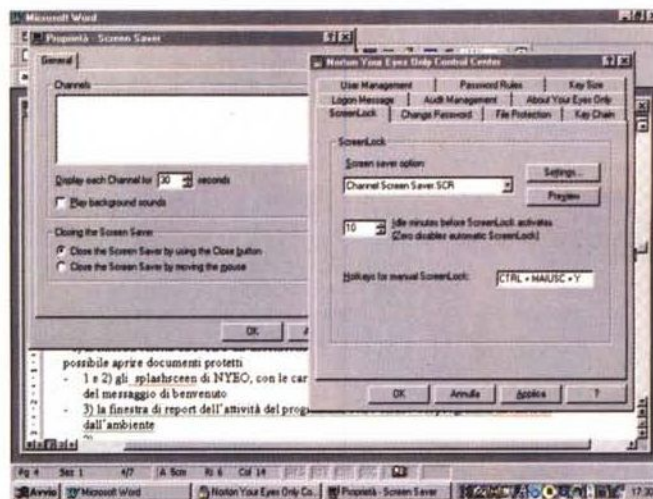 Microsoft Word
Proprietà - Screen Saver
General
Channels
Display each Channel for 30 seconds
Play background sounds
Closing the Screen Saver
Close the Screen Saver by using the Close button
Close the Screen Saver by moving the mouse
OK
Norton Your Eyes Only Control Center
User Management
Password Rules
Key Size
Logon Message
Audit Management
About Your Eyes Only
ScreenLock
Change Password
File Protection
Key Chain
ScreenLock
Screen saver option:
Channel Screen Saver.SCR
Settings...
Preview
10
Idle minutes before ScreenLock activates
(Zero disables automatic ScreenLock)
Hotkeys for manual ScreenLock:
CTRL + MAIUSC + Y
OK
Annulla
Applica
?
possibile aprire documenti protetti
- 1 e 2) gli splashsceen di NYEO, con le car
del messaggio di benvenuto
- 3) la finestra di report dell'attività del prog
dall'ambiente
Pg 4 Sez 1 4/7 A 5cm Ri 6 Col 14
Avvio
Microsoft Word
Norton Your Eyes Only Co...
Proprietà - Screen Saver
17.30